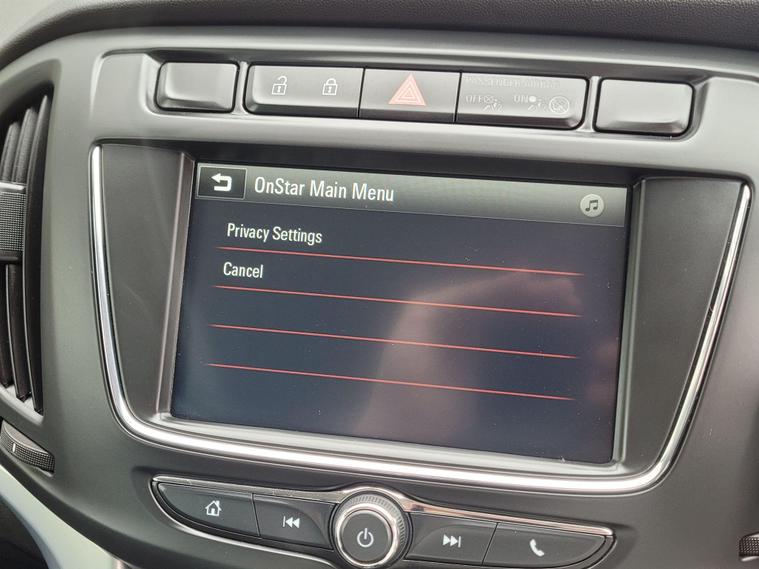 PASSENGER AIRBAG
OFF ON
OnStar Main Menu
Privacy Settings
Cancel